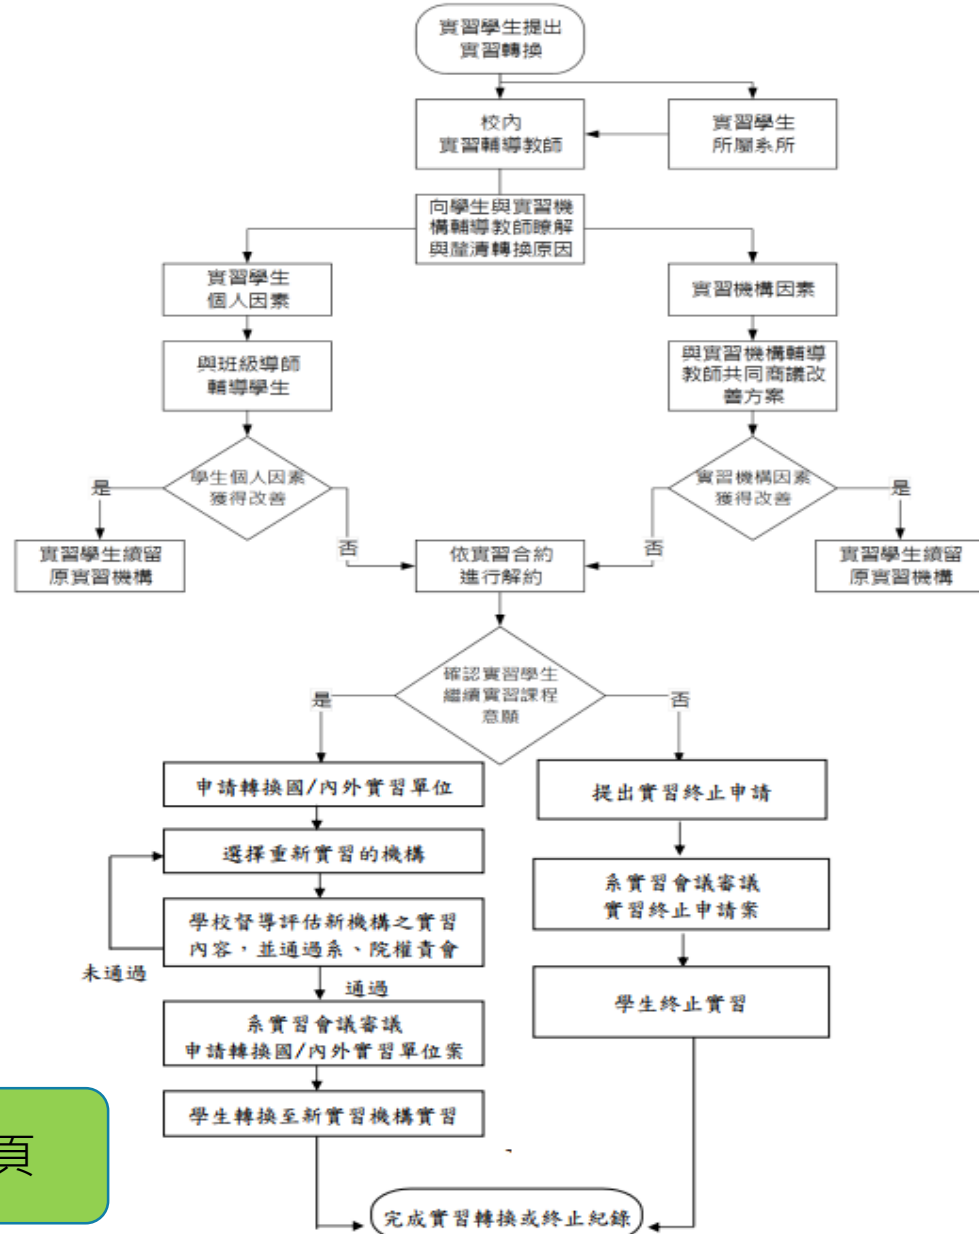 實習學生提出
實習轉換
校內
實習輔導教師
實習學生
所屬系所
向學生與實習機
構輔導教師瞭解
與釐清轉換原因
實習學生
個人因素
實習機構因素
與班級導師
輔導學生
與實習機構輔導
教師共同商議改
善方案
學生個人因素
獲得改善
實習機構因素
獲得改善
是
否
否
是
實習學生續留
原實習機構
依實習合約
進行解約
實習學生續留
原實習機構
確認實習學生
繼續實習課程
意願
是
否
申請轉換國/內外實習單位
提出實習終止申請
選擇重新實習的機構
系實習會議審議
實習終止申請案
學校督導評估新機構之實習
內容,並通過系、院權責會
未通過
通過
學生終止實習
系實習會議審議
申請轉換國/內外實習單位案
學生轉換至新實習機構實習
頁
完成實習轉換或終止紀錄